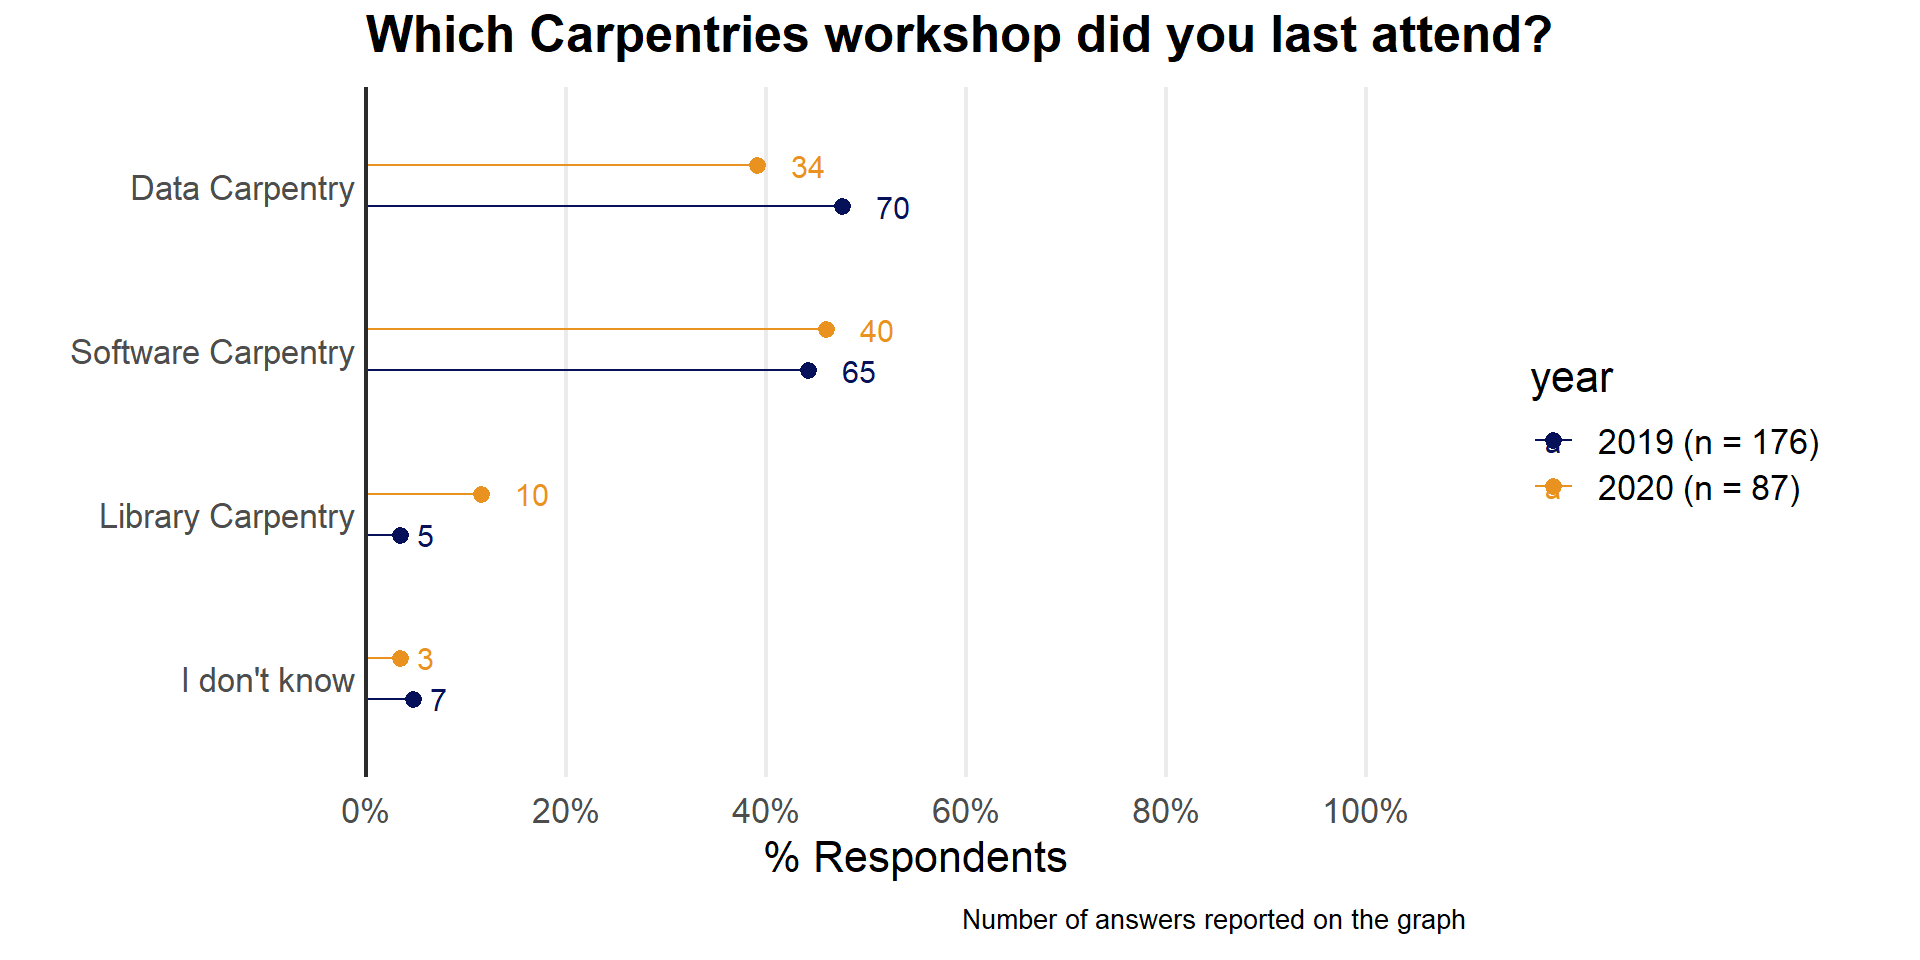 Which Carpentries workshop did you last attend?
Data Carpentry
34
70
Software Carpentry
40
65
Library Carpentry
10
5
I don't know
3
7
0% 20% 40% 60% 80% 100%
% Respondents
year
a 2019 (n = 176)
a 2020 (n = 87)
Number of answers reported on the graph